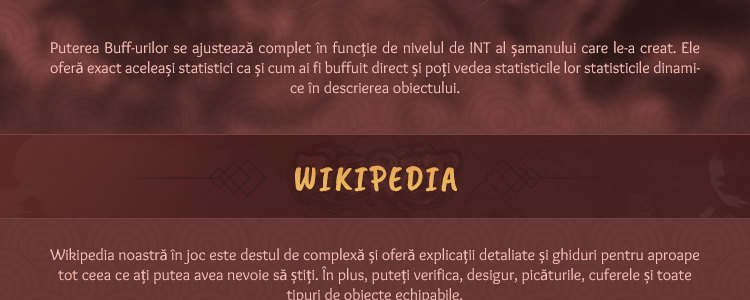 Puterea Buff-urilor se ajustează complet în funcție de nivelul de INT al șamanului care le-a creat. Ele
oferă exact aceleași statistici ca și cum ai fi buffuit direct și poți vedea statisticile lor statisticile dinami-
ce în descrierea obiectului.
WIKIPEDIA
Wikipedia noastră în joc este destul de complexă și oferă explicații detaliate și ghiduri pentru aproape
tot ceea ce ați putea avea nevoie să știți. În plus, puteți verifica, desigur, picăturile, cuferele și toate
tipuri de obiecte echipabile.